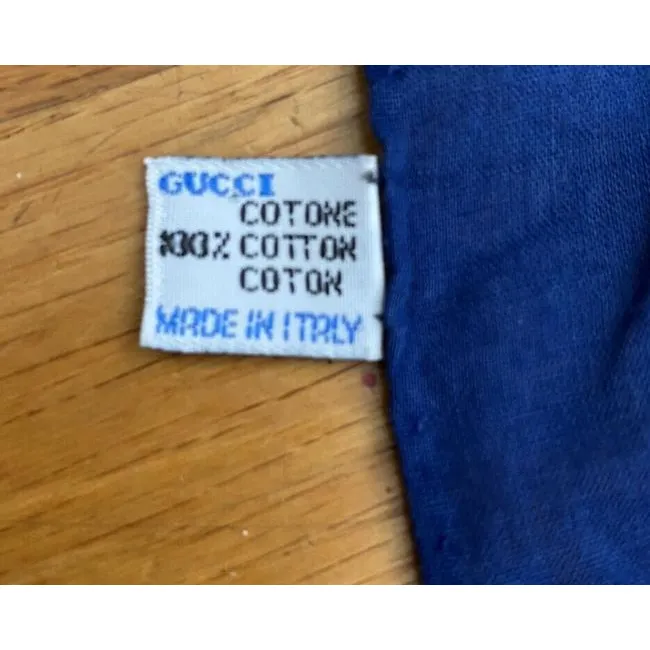 GUCCI
COTONE
100% COTTON
COTON
MADE IN ITALY